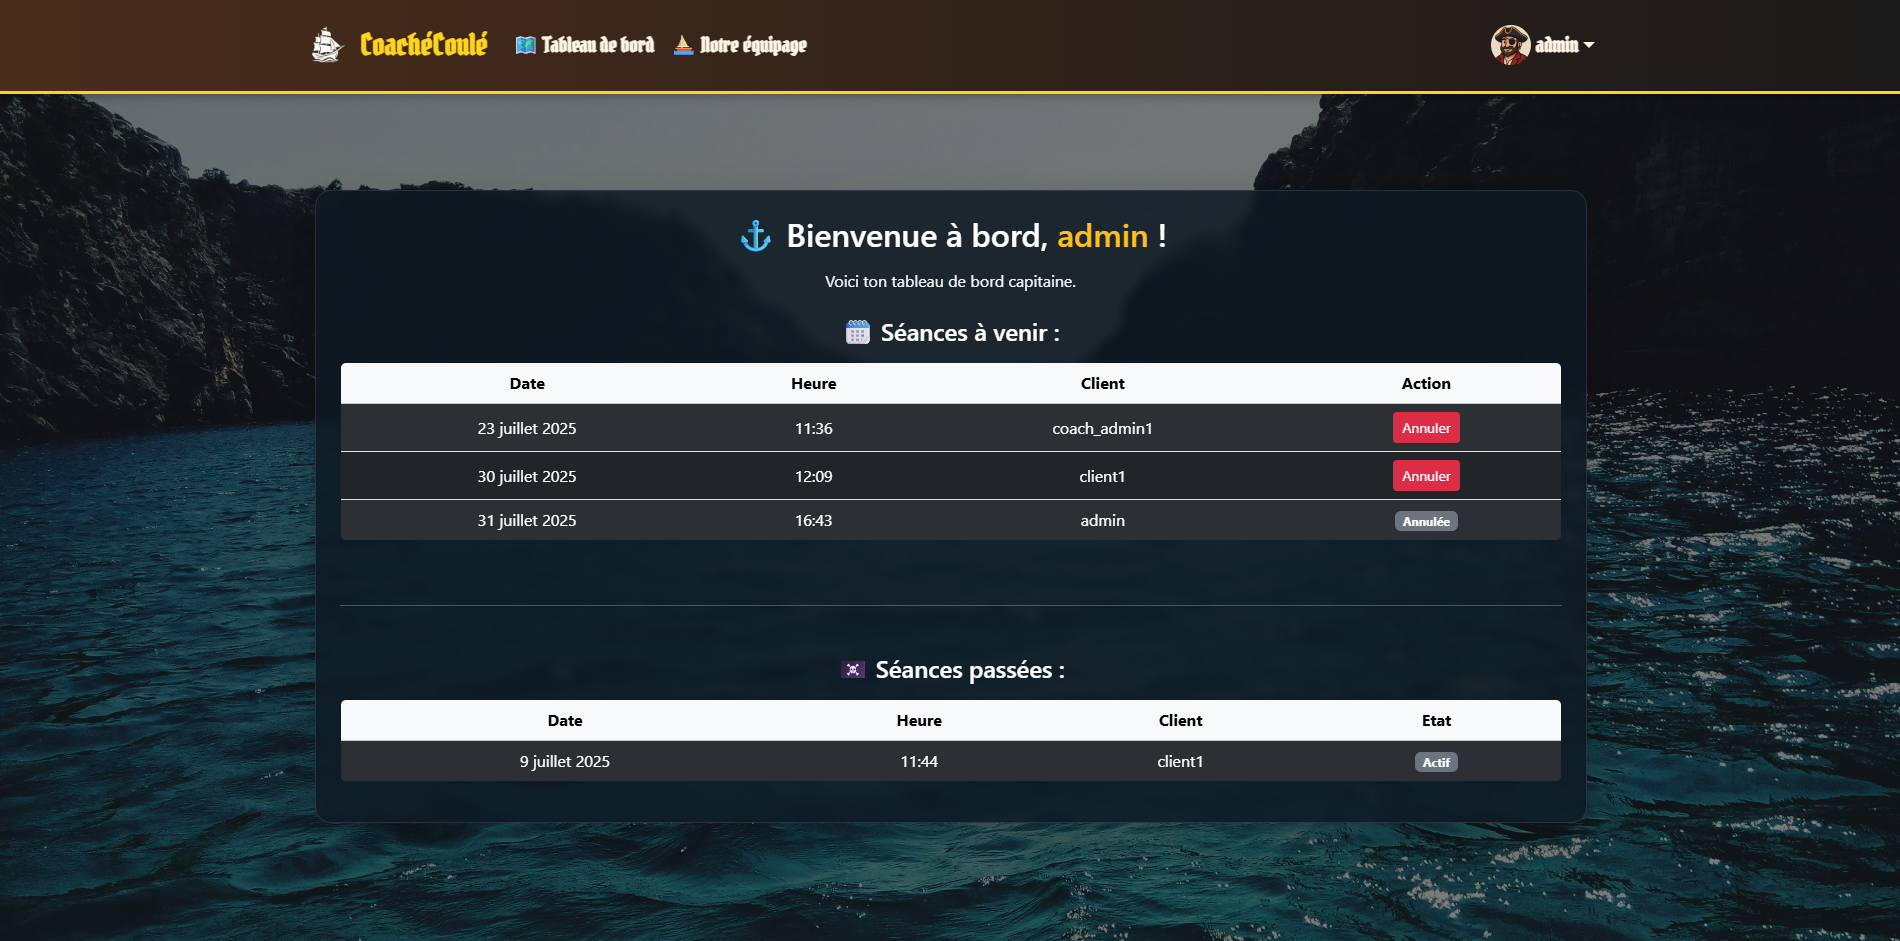 CoachéCoulé Tableau de bord Notre équipage admin
Bienvenue à bord, admin !
Voici ton tableau de bord capitaine.
Séances à venir :
Date Heure Client Action
23 juillet 2025 11:36 coach_admin1 Annuler
30 juillet 2025 12:09 client1 Annuler
31 juillet 2025 16:43 admin Annulée
Séances passées :
Date Heure Client Etat
9 juillet 2025 11:44 client1 Actif